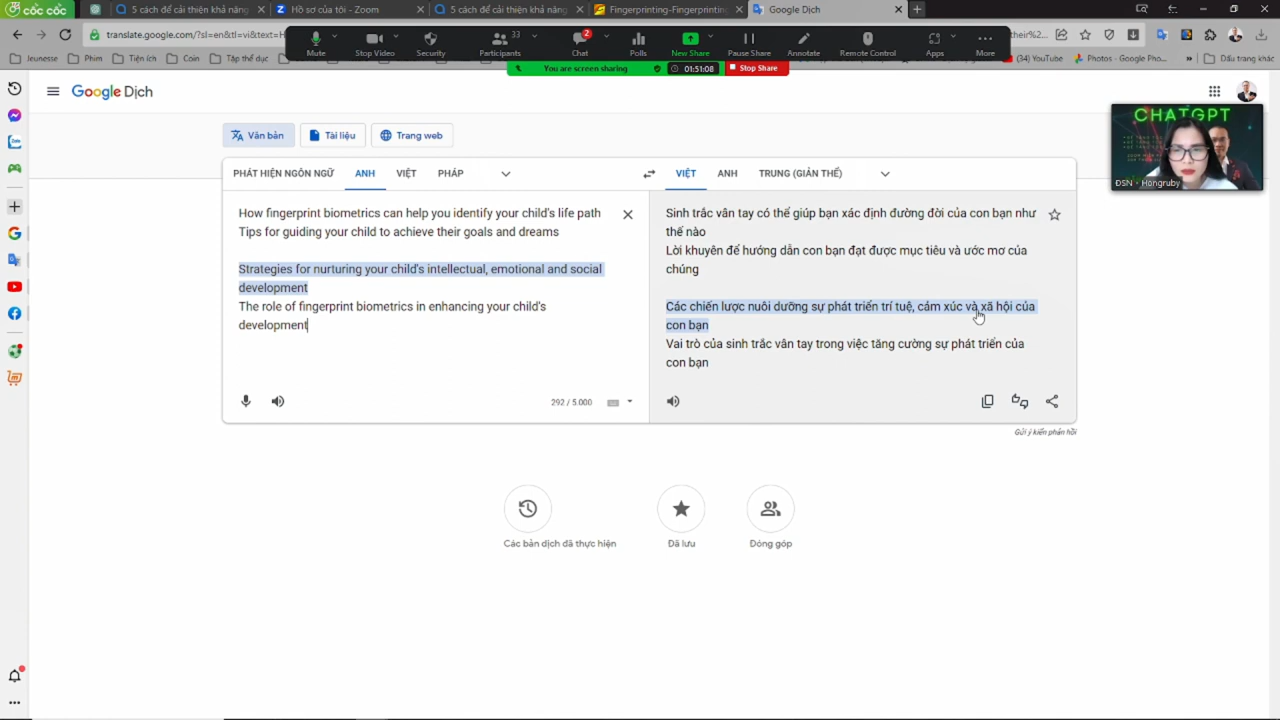 cốc cốc
5 cách để cải thiện khả năng
Hồ sơ của tôi - Zoom
5 cách để cải thiện khả năng
Fingerprinting-Fingerprinting
Google Dịch
translate.google.com/?sl=en&tl=vi&text=H
Mute
Stop Video
Security
33
Participants
2
Chat
Polls
New Share
Pause Share
Annotate
Remote Control
Apps
More
You are screen sharing
01:51:08
Stop Share
Jeunesse
Phim
Tiện ích
Coin
Tập thể dục
(34) YouTube
Photos - Google Pho...
Dấu trang khác
Google Dịch
CHATGPT
ĐSN - Hongruby
Văn bản
Tài liệu
Trang web
PHÁT HIỆN NGÔN NGỮ
ANH
VIỆT
PHÁP
VIỆT
ANH
TRUNG (GIẢN THỂ)
How fingerprint biometrics can help you identify your child's life path
Tips for guiding your child to achieve their goals and dreams
Strategies for nurturing your child's intellectual, emotional and social
development
The role of fingerprint biometrics in enhancing your child's
development
292 / 5.000
Sinh trắc vân tay có thể giúp bạn xác định đường đời của con bạn như
thế nào
Lời khuyên để hướng dẫn con bạn đạt được mục tiêu và ước mơ của
chúng
Các chiến lược nuôi dưỡng sự phát triển trí tuệ, cảm xúc và xã hội của
con bạn
Vai trò của sinh trắc vân tay trong việc tăng cường sự phát triển của
con bạn
Gửi ý kiến phản hồi
Các bản dịch đã thực hiện
Đã lưu
Đóng góp